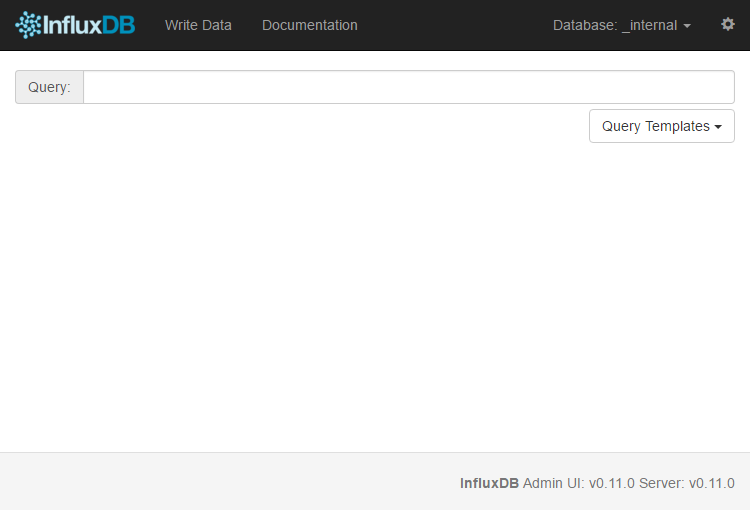 InfluxDB Write Data Documentation Database: _internal
Query:
Query Templates
InfluxDB Admin UI: v0.11.0 Server: v0.11.0